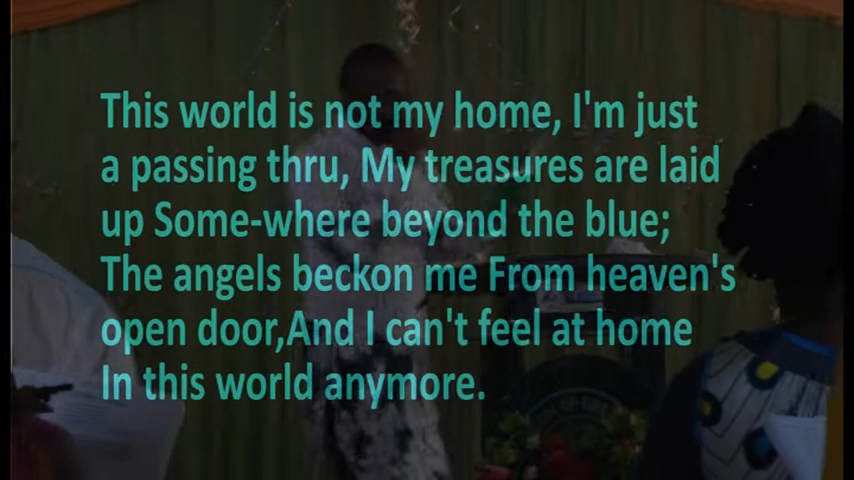 This world is not my home, I'm just
a passing thru, My treasures are laid
up Some-where beyond the blue;
The angels beckon me From heaven's
open door,And I can't feel at home
In this world anymore.